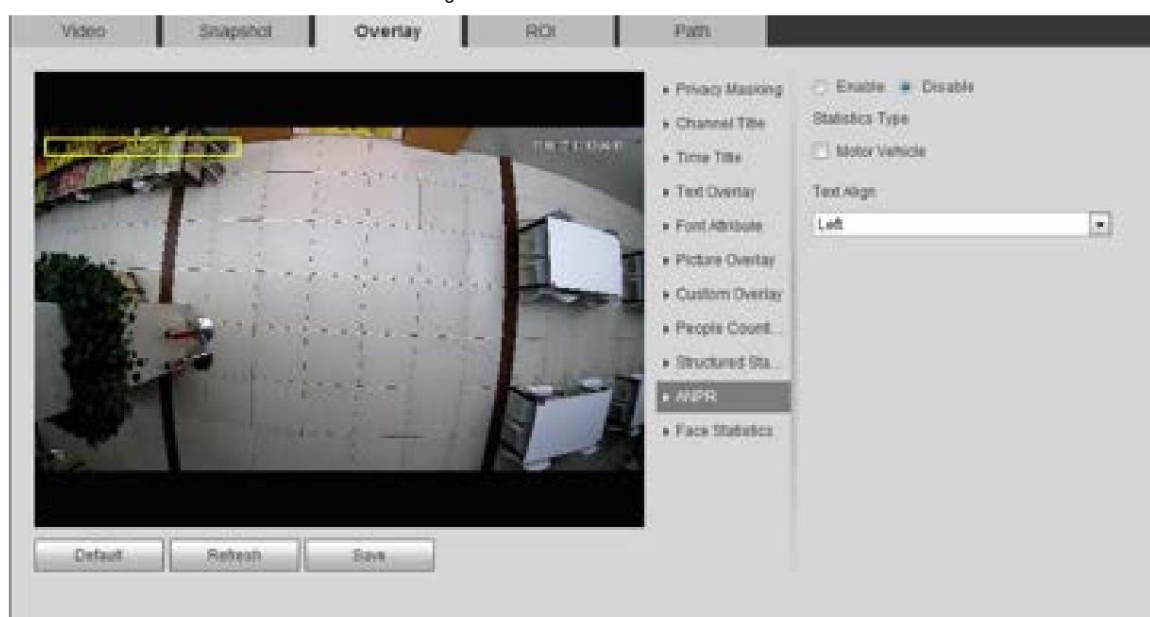 Video Snapshot Overlay ROI Path
Privacy Masking
Channel Title
Time Title
Text Overlay
Font Attribute
Picture Overlay
Custom Overlay
People Count...
Structured Sta...
ANPR
Face Statistics
Enable Disable
Statistics Type
Motor Vehicle
Text Align
Left
Default Refresh Save